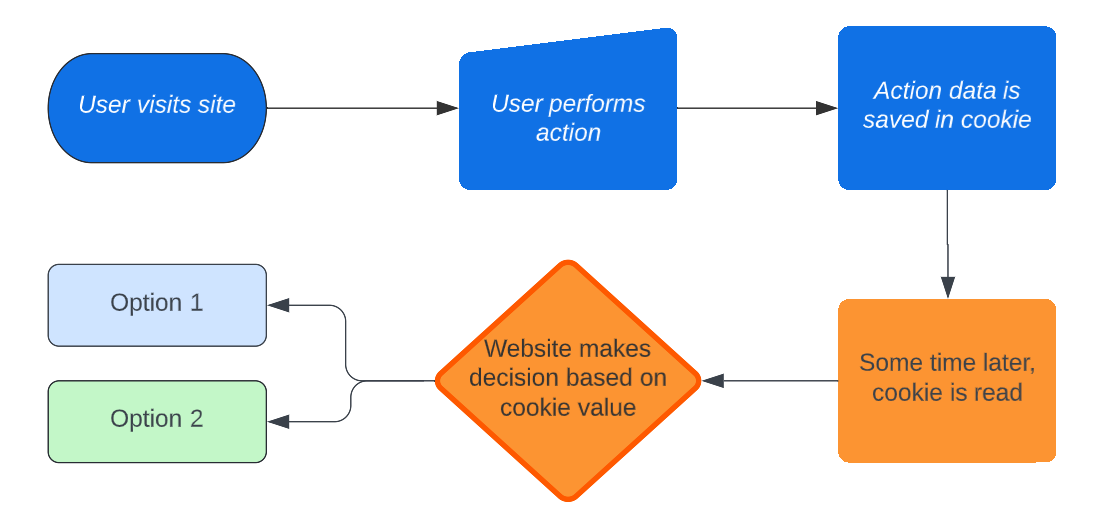 User visits site
User performs
action
Action data is
saved in cookie
Option 1
Option 2
Website makes
decision based on
cookie value
Some time later,
cookie is read